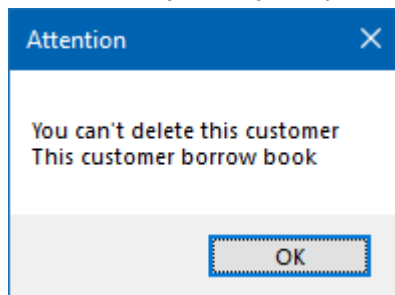 Attention
You can't delete this customer
This customer borrow book
OK